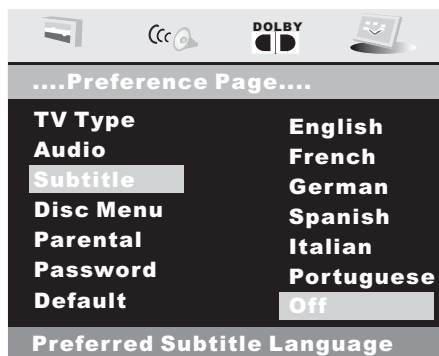 DOLBY
....Preference Page....
TV Type
Audio
Subtitle
Disc Menu
Parental
Password
Default
English
French
German
Spanish
Italian
Portuguese
Off
Preferred Subtitle Language